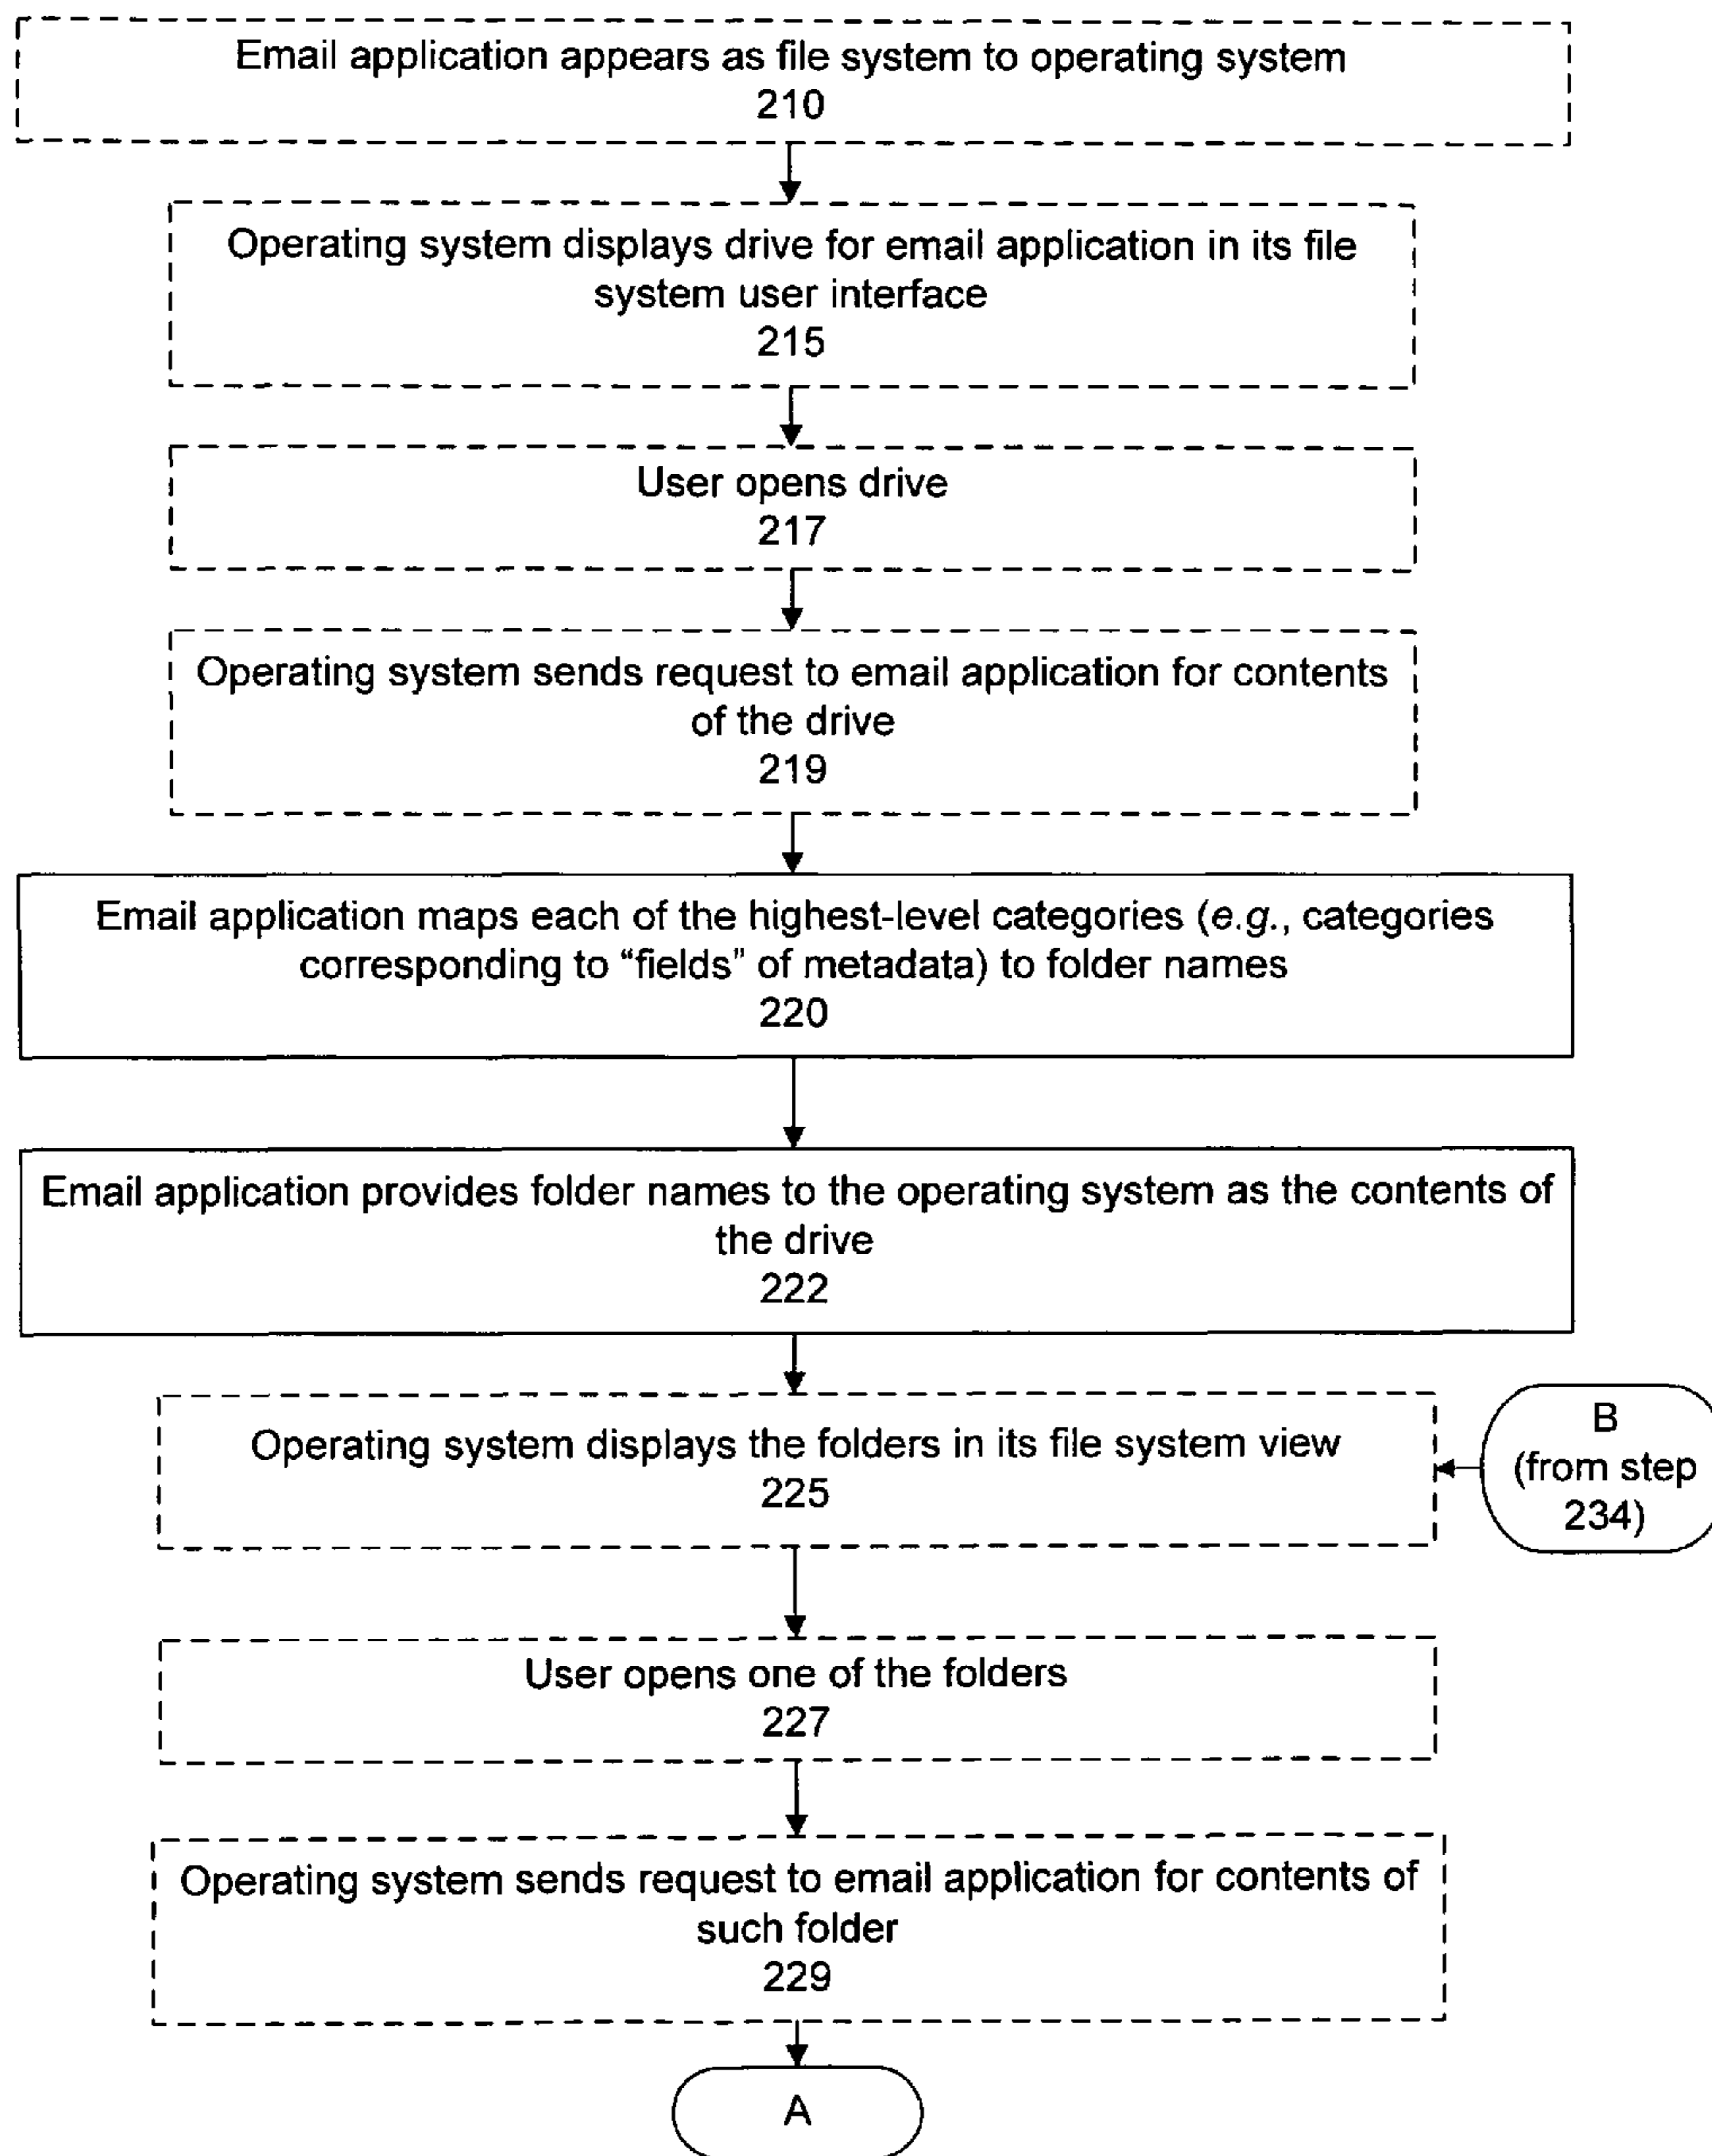 Email application appears as file system to operating system
210
Operating system displays drive for email application in its file
system user interface
215
User opens drive
217
Operating system sends request to email application for contents
of the drive
219
Email application maps each of the highest-level categories (e.g., categories
corresponding to “fields” of metadata) to folder names
220
Email application provides folder names to the operating system as the contents of
the drive
222
Operating system displays the folders in its file system view
225
B
(from step
234)
User opens one of the folders
227
Operating system sends request to email application for contents of
such folder
229
A